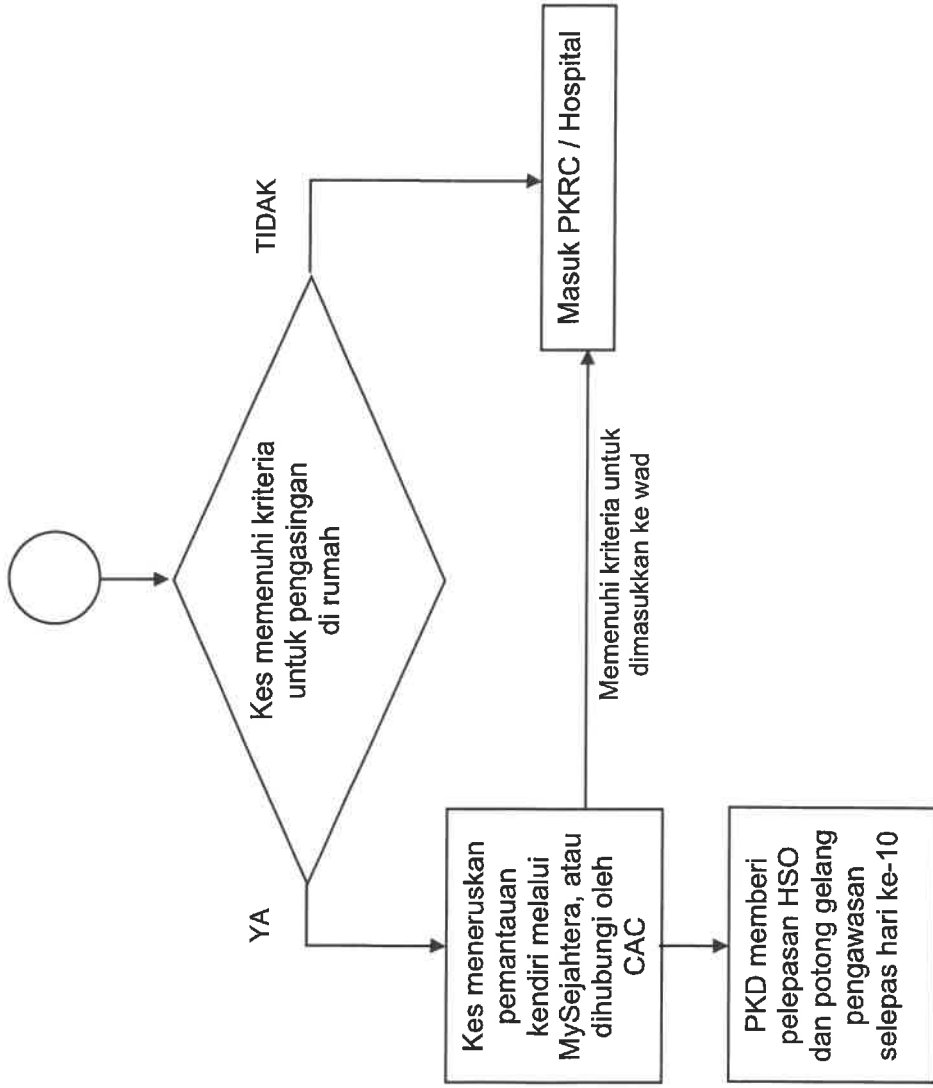 Kes memenuhi kriteria
untuk pengasingan
di rumah
YA
TIDAK
Kes meneruskan
pemantauan
kendiri melalui
MySejahtera, atau
dihubungi oleh
CAC
Memenuhi kriteria untuk
dimasukkan ke wad
Masuk PKRC / Hospital
PKD memberi
pelepasan HSO
dan potong gelang
pengawasan
selepas hari ke-10